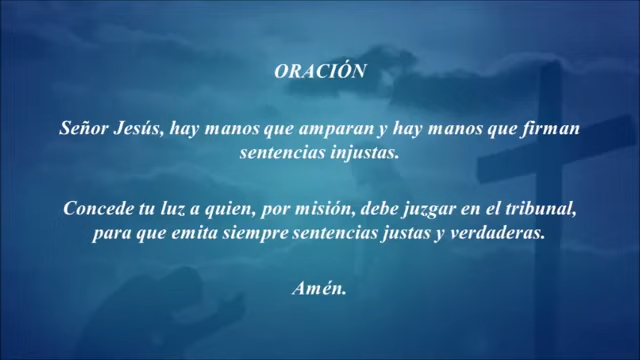 ORACIÓN
Señor Jesús, hay manos que amparan y hay manos que firman
sentencias injustas.
Concede tu luz a quien, por misión, debe juzgar en el tribunal,
para que emita siempre sentencias justas y verdaderas.
Amén.